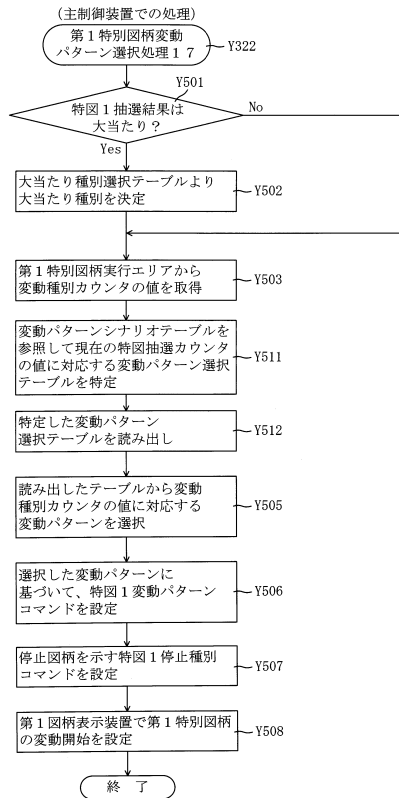 (主制御装置での処理)
第1特別図柄変動
パターン選択処理17
Y322
Y501
特図1抽選結果は
大当たり?
No
Yes
大当たり種別選択テーブルより
大当たり種別を決定
Y502
第1特別図柄実行エリアから
変動種別カウンタの値を取得
Y503
変動パターンシナリオテーブルを
参照して現在の特図抽選カウンタ
の値に対応する変動パターン選択
テーブルを特定
Y511
特定した変動パターン
選択テーブルを読み出し
Y512
読み出したテーブルから変動
種別カウンタの値に対応する
変動パターンを選択
Y505
選択した変動パターンに
基づいて、特図1変動パターン
コマンドを設定
Y506
停止図柄を示す特図1停止種別
コマンドを設定
Y507
第1図柄表示装置で第1特別図柄
の変動開始を設定
Y508
終 了